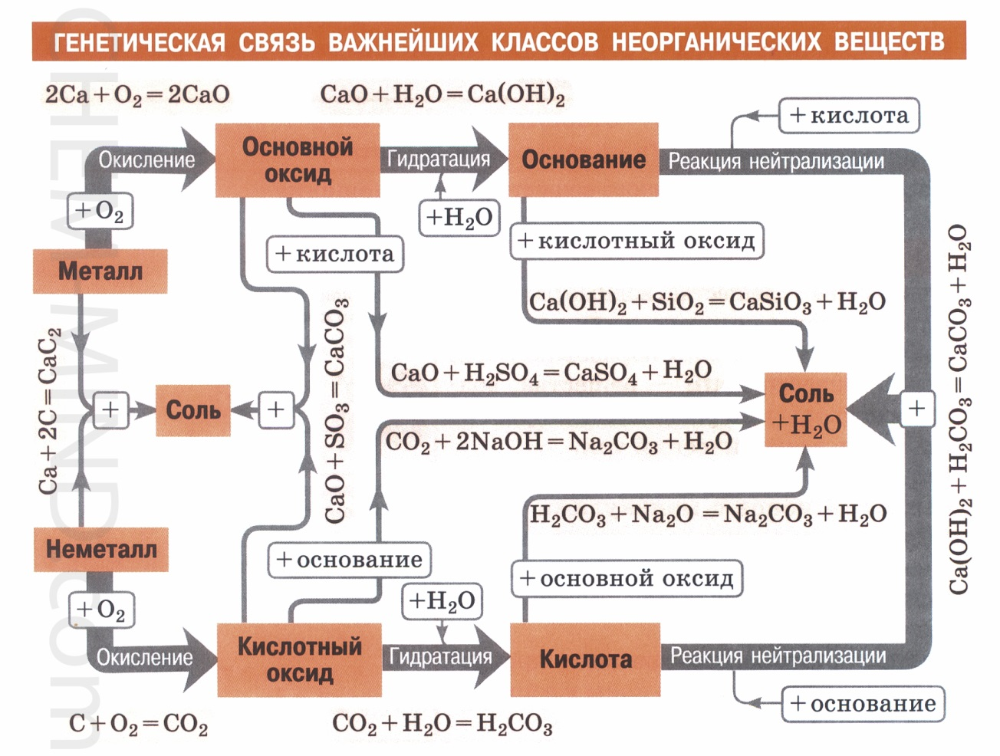 ГЕНЕТИЧЕСКАЯ СВЯЗЬ ВАЖНЕЙШИХ КЛАССОВ НЕОРГАНИЧЕСКИХ ВЕЩЕСТВ
2Ca + O₂ = 2CaO
CaO + H₂O = Ca(OH)₂
+ кислота
Окисление
Основной
оксид
Гидратация
Основание
Реакция нейтрализации
+ O₂
+H₂O
+ кислота
+ кислотный оксид
Металл
Ca(OH)₂ + SiO₂ = CaSiO₃ + H₂O
Ca + 2C = CaC₂
CaO + SO₃ = CaCO₃
CaO + H₂SO₄ = CaSO₄ + H₂O
+
Соль
+
Соль
+H₂O
+
Ca(OH)₂ + H₂CO₃ = CaCO₃ + H₂O
CO₂ + 2NaOH = Na₂CO₃ + H₂O
H₂CO₃ + Na₂O = Na₂CO₃ + H₂O
Неметалл
+ основание
+ основной оксид
+ O₂
+H₂O
Окисление
Кислотный
оксид
Гидратация
Кислота
Реакция нейтрализации
+ основание
C + O₂ = CO₂
CO₂ + H₂O = H₂CO₃
CHEMMIND.com